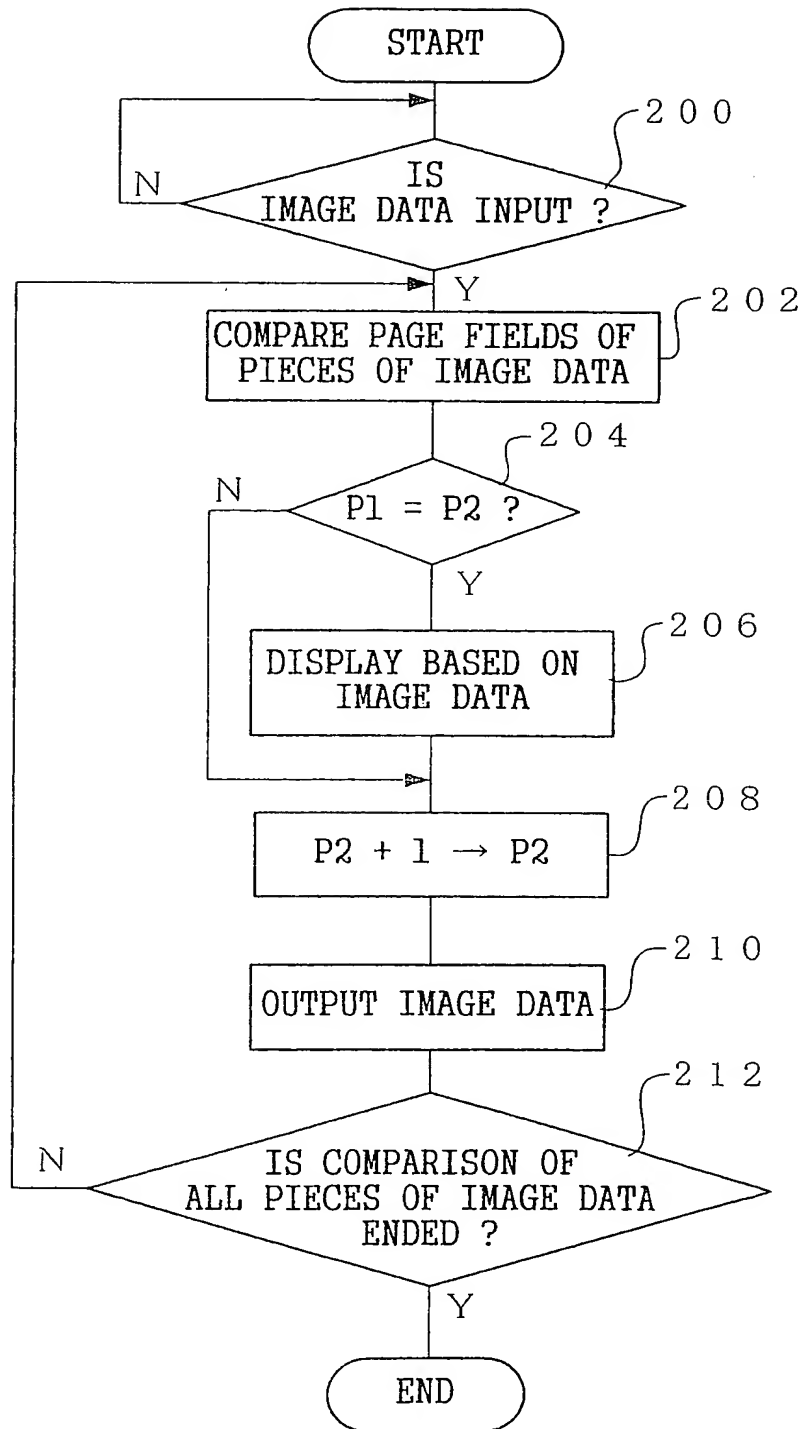 START
200
IS
N
IMAGE DATA INPUT ?
Y
202
COMPARE PAGE FIELDS OF
PIECES OF IMAGE DATA
204
N
P1 = P2 ?
Y
206
DISPLAY BASED ON
IMAGE DATA
208
P2 + 1 → P2
210
OUTPUT IMAGE DATA
212
N
IS COMPARISON OF
ALL PIECES OF IMAGE DATA
ENDED ?
Y
END